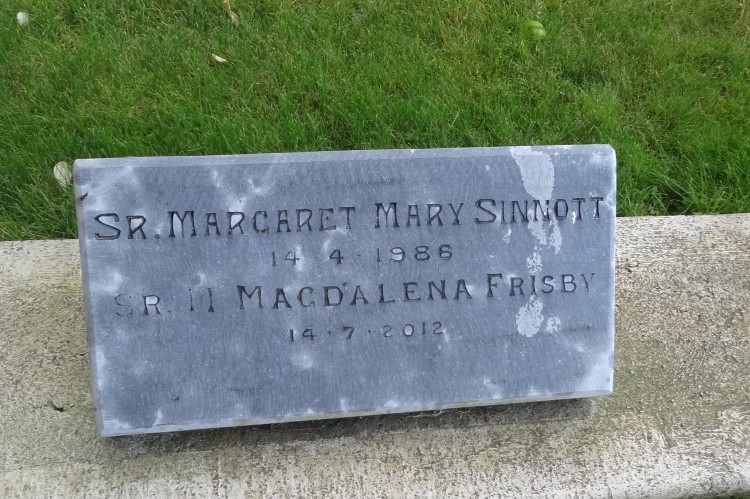 SR. MARGARET MARY SINNOTT
14·4·1986
SR. M MAGDALENA FRISBY
14·7·2012